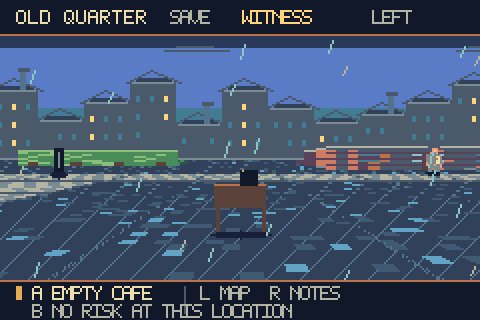 OLD QUARTER SAVE WITNESS LEFT
A EMPTY CAFE | L MAP R NOTES
B NO RISK AT THIS LOCATION